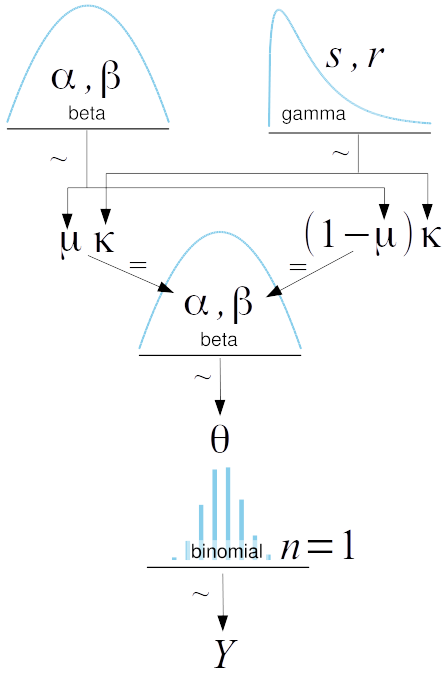 α , β
beta
s , r
gamma
~
~
μ κ
(1−μ) κ
=
=
α , β
beta
~
θ
binomial
n=1
~
Y